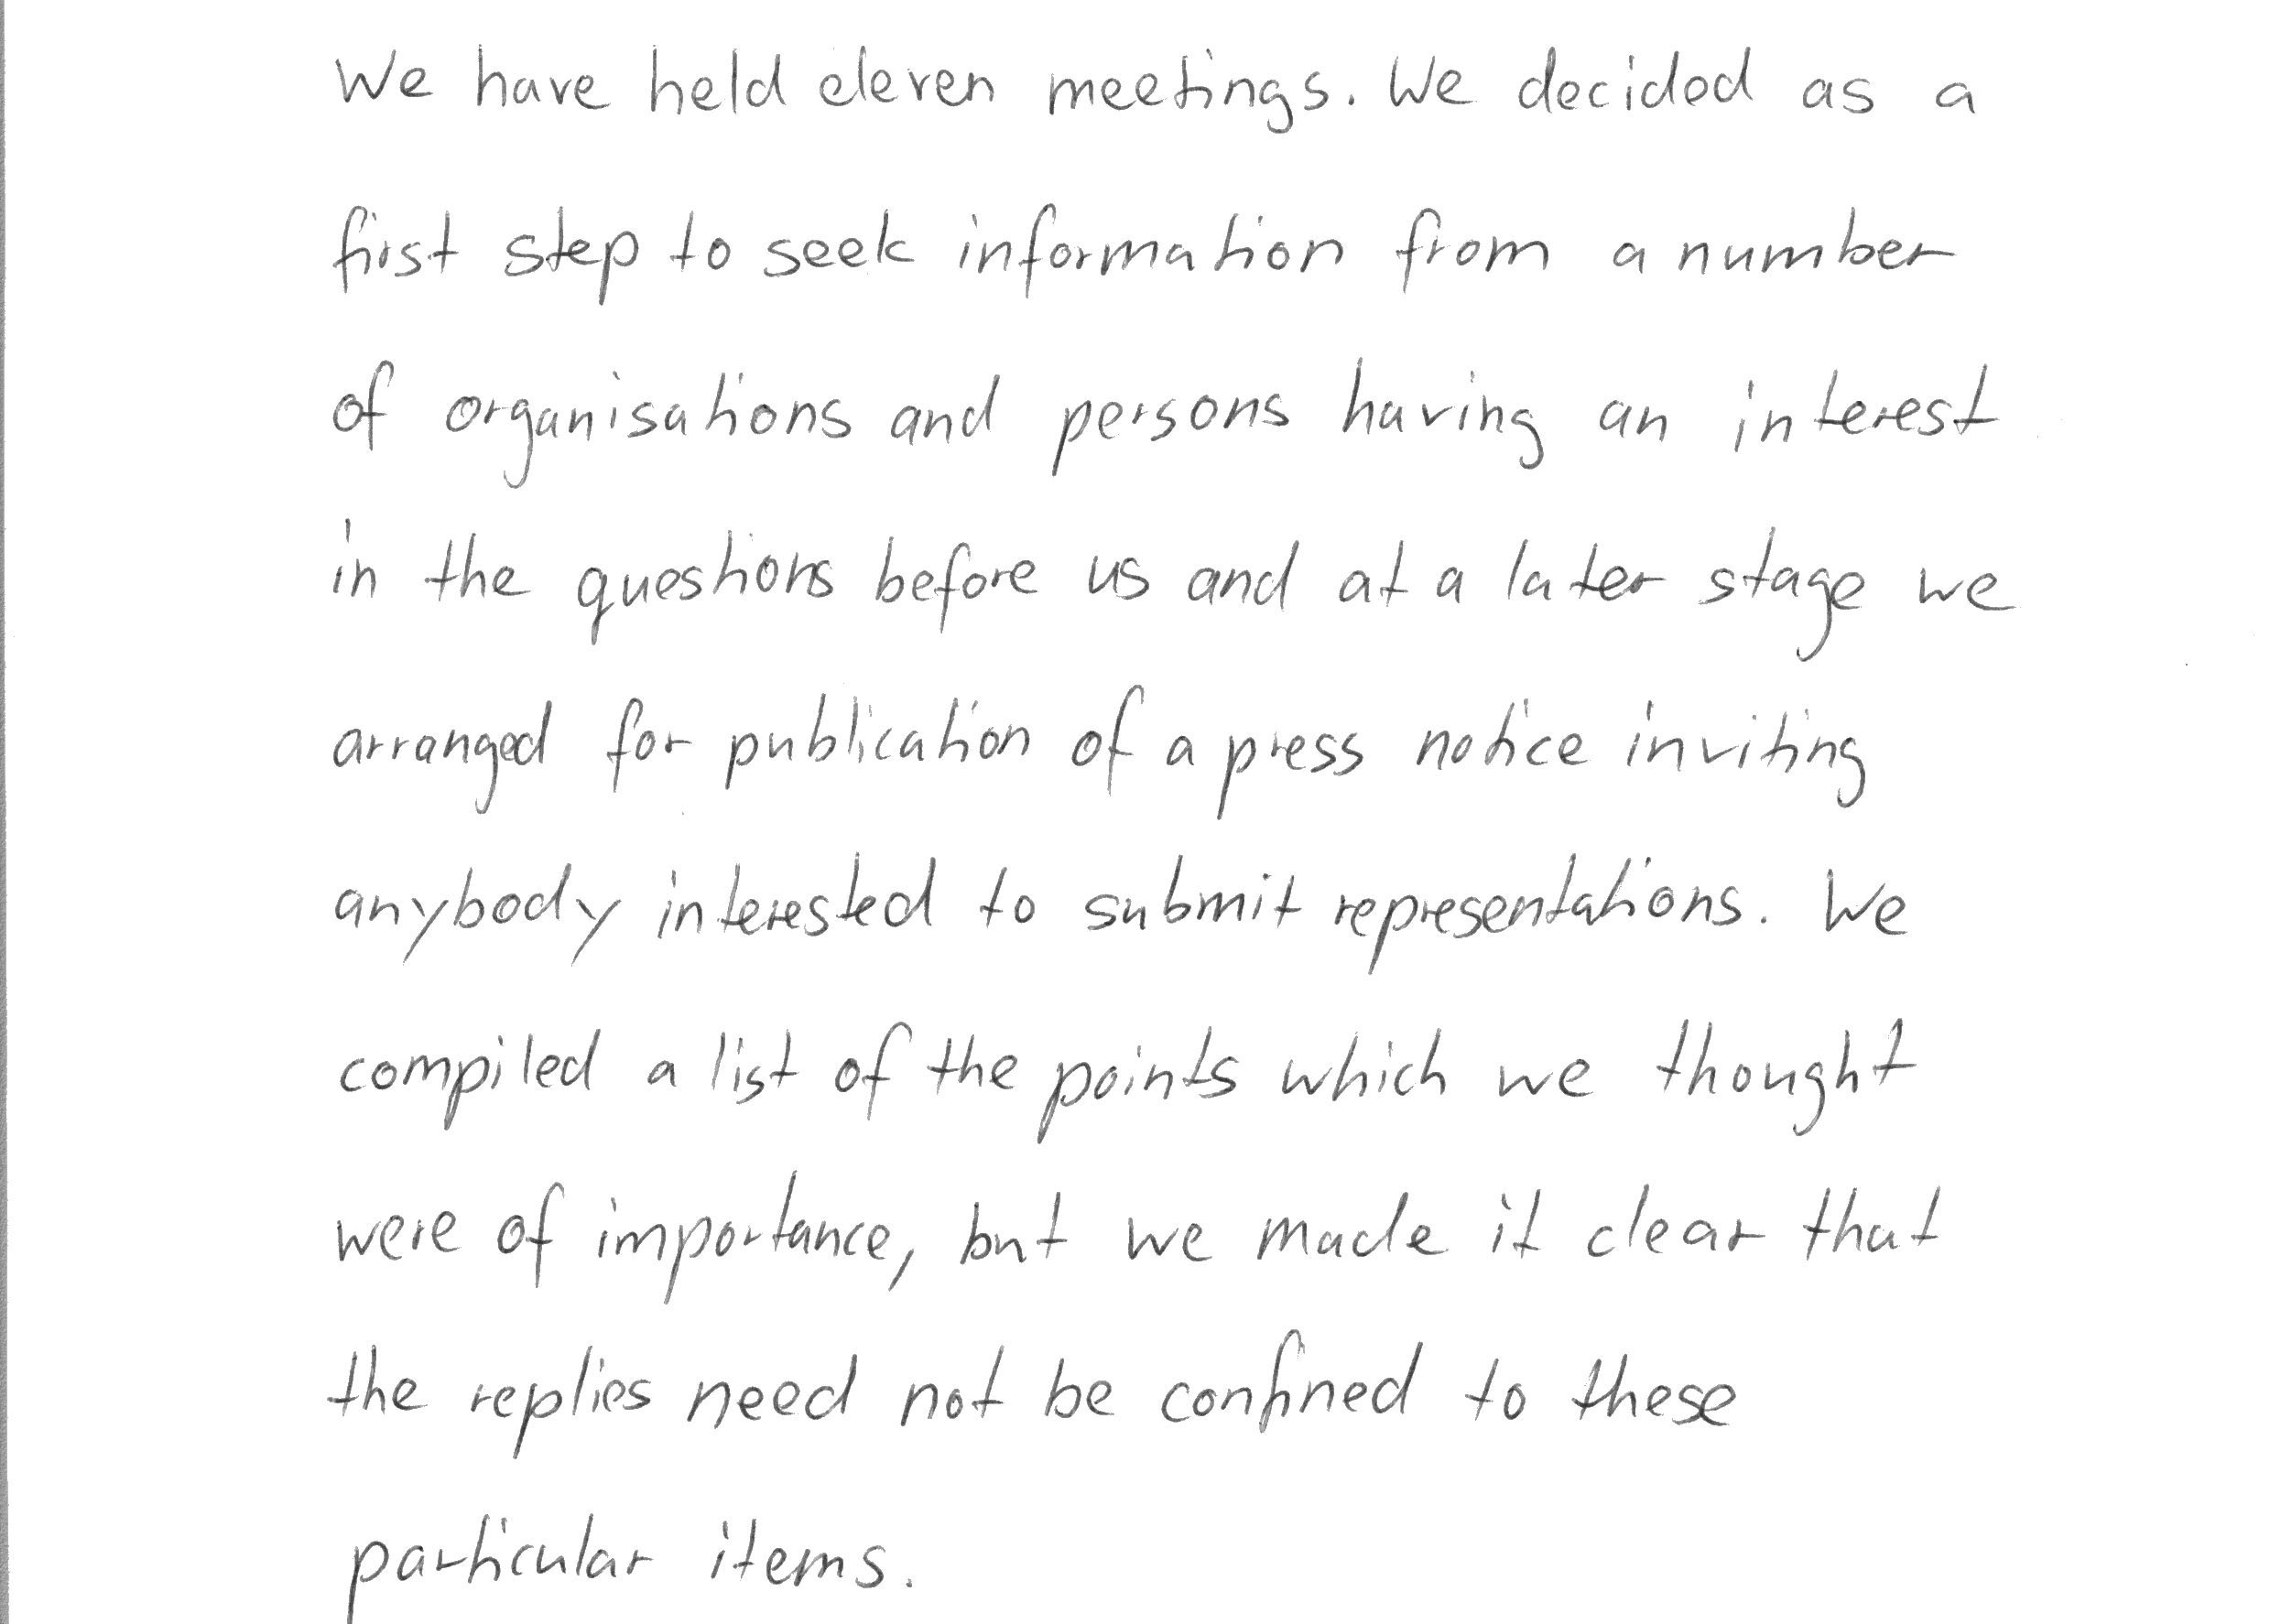 We have held eleven meetings. We decided as a
first step to seek information from a number
of organisations and persons having an interest
in the questions before us and at a later stage we
arranged for publication of a press notice inviting
anybody interested to submit representations. We
compiled a list of the points which we thought
were of importance, but we made it clear that
the replies need not be confined to these
particular items.